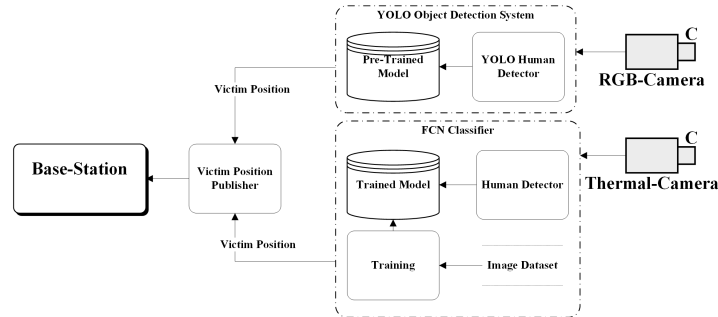 YOLO Object Detection System
Pre-Trained
Model
YOLO Human
Detector
C
RGB-Camera
Victim Position
FCN Classifier
C
Thermal-Camera
Base-Station
Victim Position
Publisher
Trained Model
Human Detector
Victim Position
Training
Image Dataset